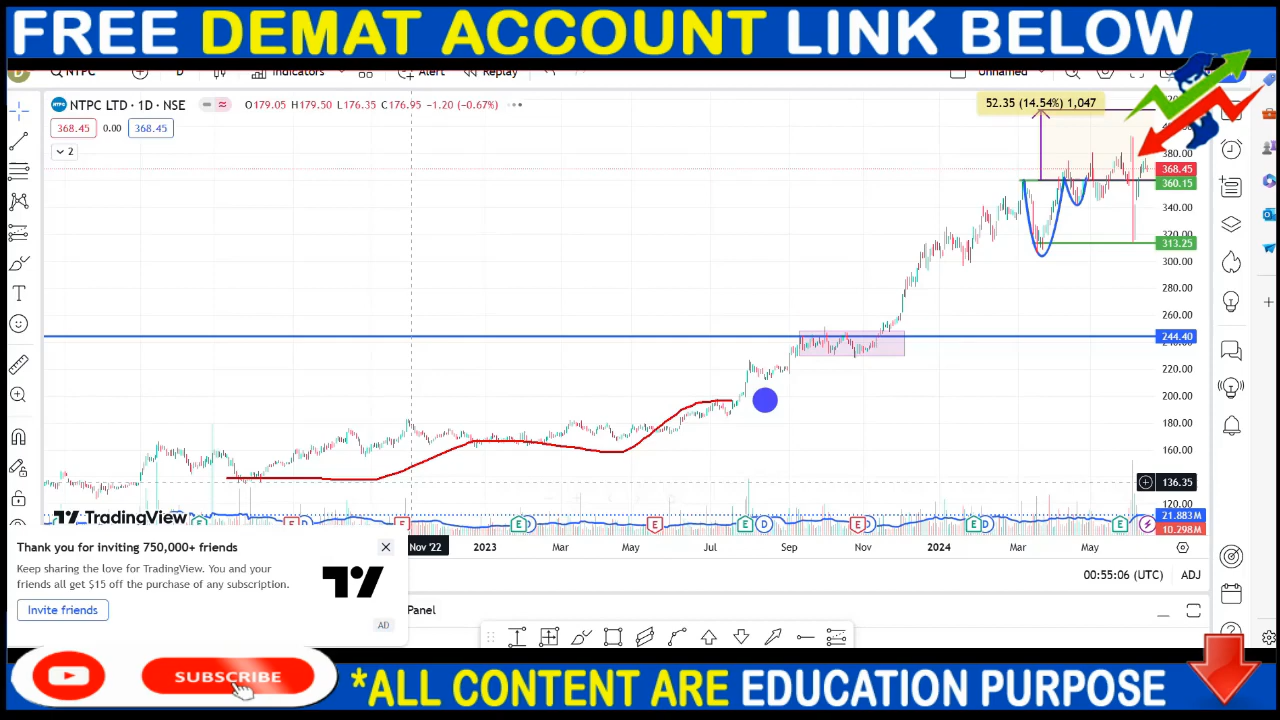 FREE DEMAT ACCOUNT LINK BELOW
NTPC
D
Indicators
Alert
Replay
Unnamed
NTPC LTD · 1D · NSE
O179.05 H179.50 L176.35 C176.95 -1.20 (-0.67%)
368.45 0.00 368.45
2
52.35 (14.54%) 1,047
380.00
368.45
360.15
340.00
320.00
313.25
300.00
280.00
260.00
244.40
240.00
220.00
200.00
180.00
160.00
136.35
120.00
21.883M
10.298M
TradingView
E E E E D E E D E D E D E
Nov '22 2023 Mar May Jul Sep Nov 2024 Mar May
00:55:06 (UTC) ADJ
Thank you for inviting 750,000+ friends
Keep sharing the love for TradingView. You and your
friends all get $15 off the purchase of any subscription.
Invite friends
AD
Panel
SUBSCRIBE
*ALL CONTENT ARE EDUCATION PURPOSE